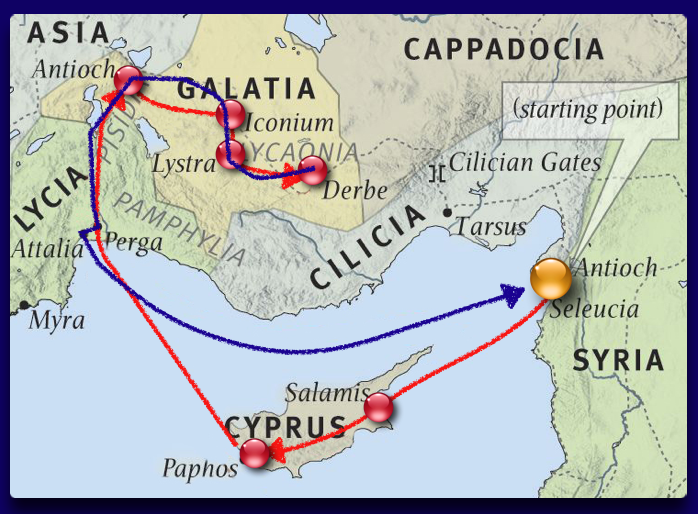 ASIA
CAPPADOCIA
Antioch
GALATIA
(starting point)
Iconium
PISID
LYCAONIA
Lystra
Cilician Gates
Derbe
LYCIA
PAMPHYLIA
CILICIA
Tarsus
Attalia
Perga
Antioch
Seleucia
Myra
SYRIA
Salamis
CYPRUS
Paphos